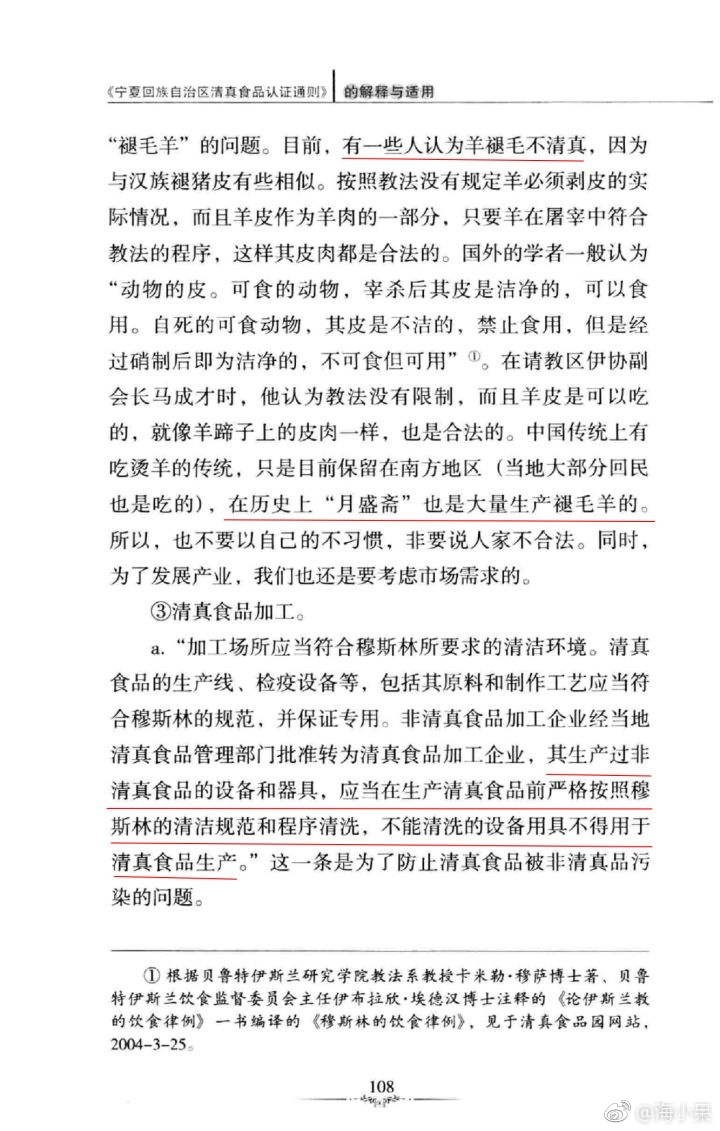 《宁夏回族自治区清真食品认证通则》 的解释与适用
“褪毛羊”的问题。目前，有一些人认为羊褪毛不清真，因为
与汉族褪猪皮有些相似。按照教法没有规定羊必须剥皮的实
际情况，而且羊皮作为羊肉的一部分，只要羊在屠宰中符合
教法的程序，这样其皮肉都是合法的。国外的学者一般认为
“动物的皮。可食的动物，宰杀后其皮是洁净的，可以食
用。自死的可食动物，其皮是不洁的，禁止食用，但是经
过硝制后即为洁净的，不可食但可用”①。在请教区伊协副
会长马成才时，他认为教法没有限制，而且羊皮是可以吃
的，就像羊蹄子上的皮肉一样，也是合法的。中国传统上有
吃烫羊的传统，只是目前保留在南方地区（当地大部分回民
也是吃的），在历史上“月盛斋”也是大量生产褪毛羊的。
所以，也不要以自己的不习惯，非要说人家不合法。同时，
为了发展产业，我们也还是要考虑市场需求的。
③清真食品加工。
a.“加工场所应当符合穆斯林所要求的清洁环境。清真
食品的生产线、检疫设备等，包括其原料和制作工艺应当符
合穆斯林的规范，并保证专用。非清真食品加工企业经当地
清真食品管理部门批准转为清真食品加工企业，其生产过非
清真食品的设备和器具，应当在生产清真食品前严格按照穆
斯林的清洁规范和程序清洗，不能清洗的设备用具不得用于
清真食品生产。”这一条是为了防止清真食品被非清真品污
染的问题。
①根据贝鲁特伊斯兰研究学院教法系教授卡米勒·穆萨博士著、贝鲁
特伊斯兰饮食监督委员会主任伊布拉欣·埃德汉博士注释的《论伊斯兰教
的饮食律例》一书编译的《穆斯林的饮食律例》，见于清真食品园网站，
2004-3-25。
108
@海小呆